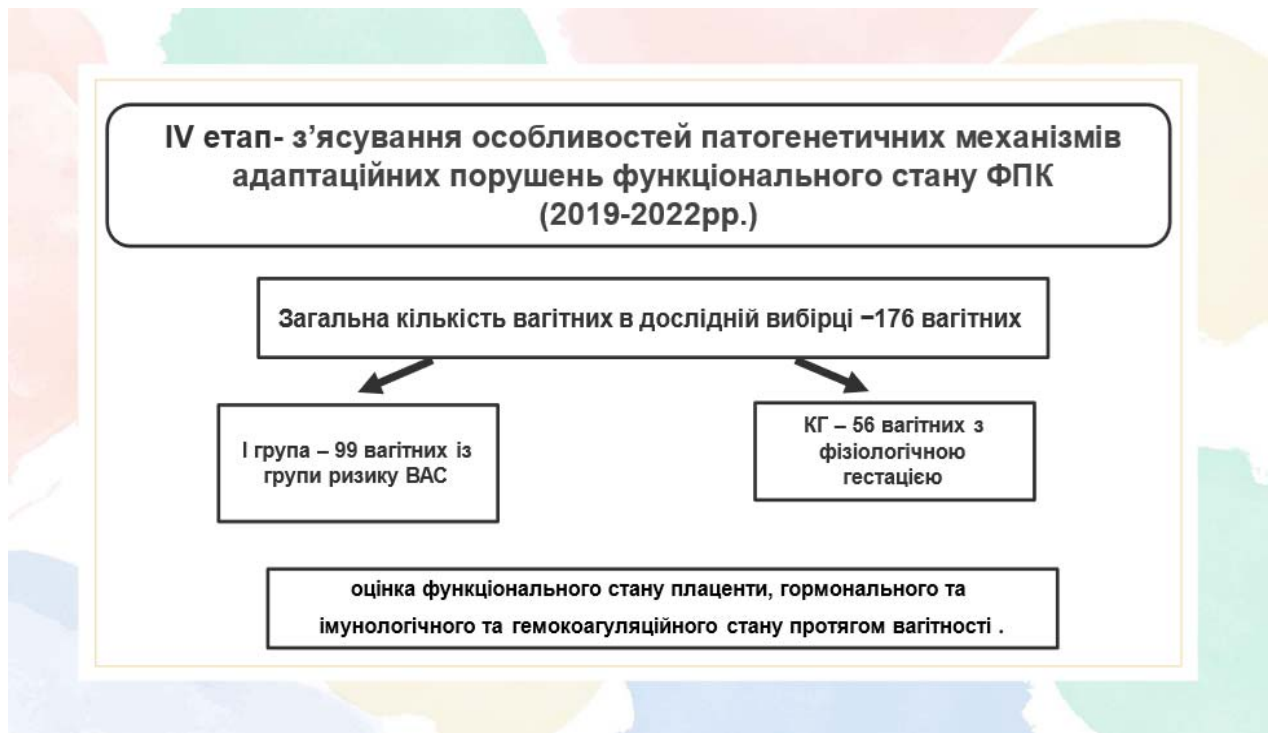 IV етап- з’ясування особливостей патогенетичних механізмів
адаптаційних порушень функціонального стану ФПК
(2019-2022рр.)
Загальна кількість вагітних в дослідній вибірці −176 вагітних
І група – 99 вагітних із
групи ризику ВАС
КГ – 56 вагітних з
фізіологічною
гестацією
оцінка функціонального стану плаценти, гормонального та
імунологічного та гемокоагуляційного стану протягом вагітності .